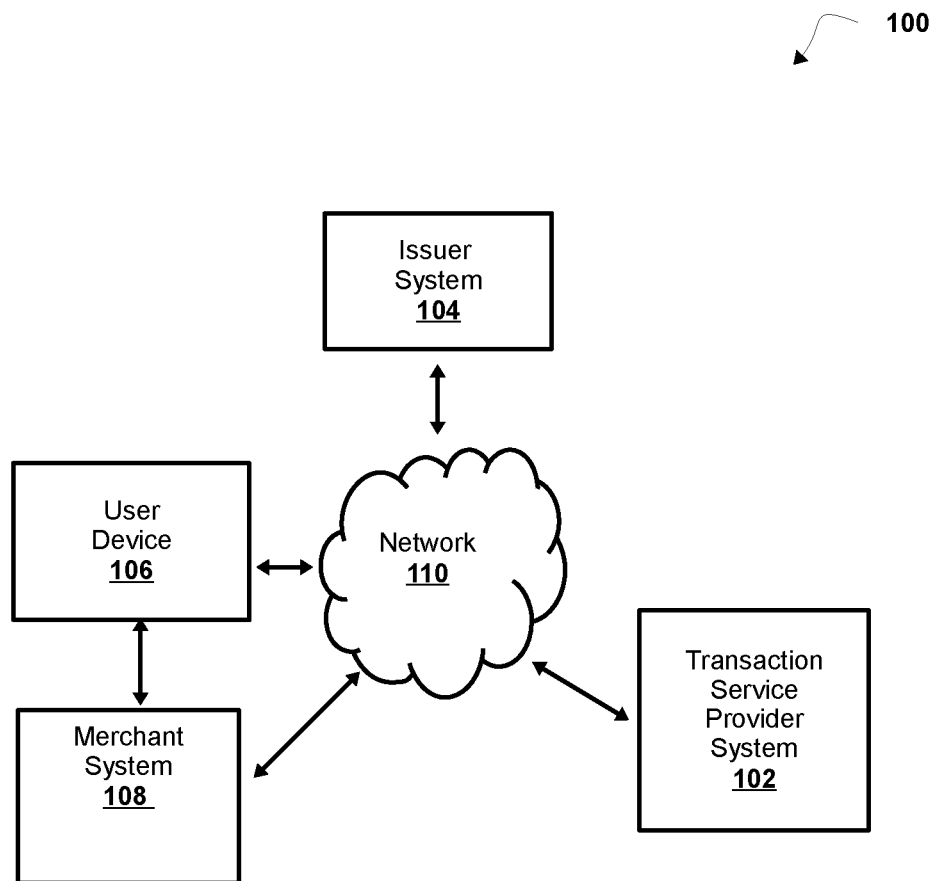 100
Issuer
System
104
User
Device
106
Network
110
Transaction
Service
Provider
System
102
Merchant
System
108